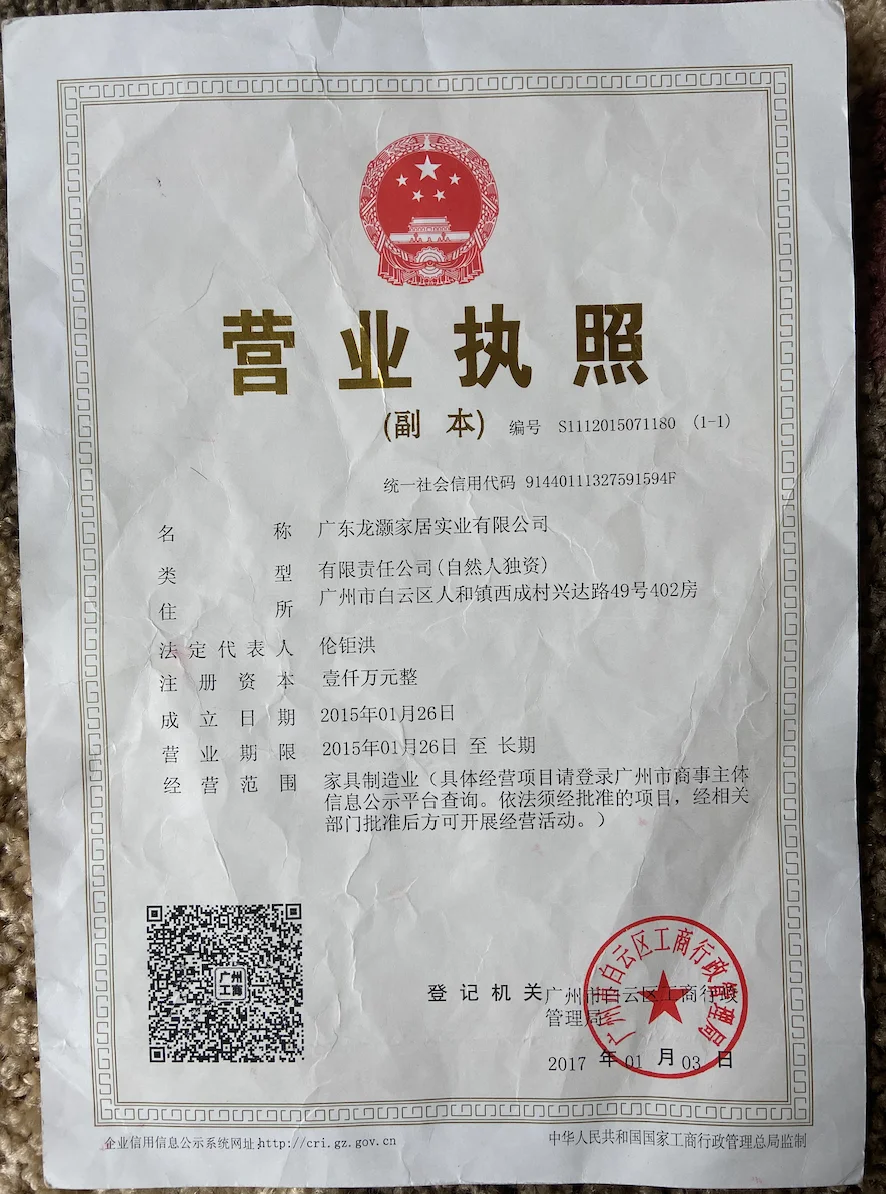 营业执照
(副 本) 编号 S1112015071180 (1-1)
统一社会信用代码 91440111327591594F
名 称 广东龙灏家居实业有限公司
类 型 有限责任公司(自然人独资)
住 所 广州市白云区人和镇西成村兴达路49号402房
法定代表人 伦钜洪
注 册 资 本 壹仟万元整
成 立 日 期 2015年01月26日
营 业 期 限 2015年01月26日 至 长期
经 营 范 围 家具制造业（具体经营项目请登录广州市商事主体
信息公示平台查询。依法须经批准的项目，经相关
部门批准后方可开展经营活动。）
广州
工商
广州市白云区工商行政管理局
登 记 机 关 广州市白云区工商行政
管理局
2017 年 01 月 03 日
企业信用信息公示系统网址:http://cri.gz.gov.cn
中华人民共和国国家工商行政管理总局监制